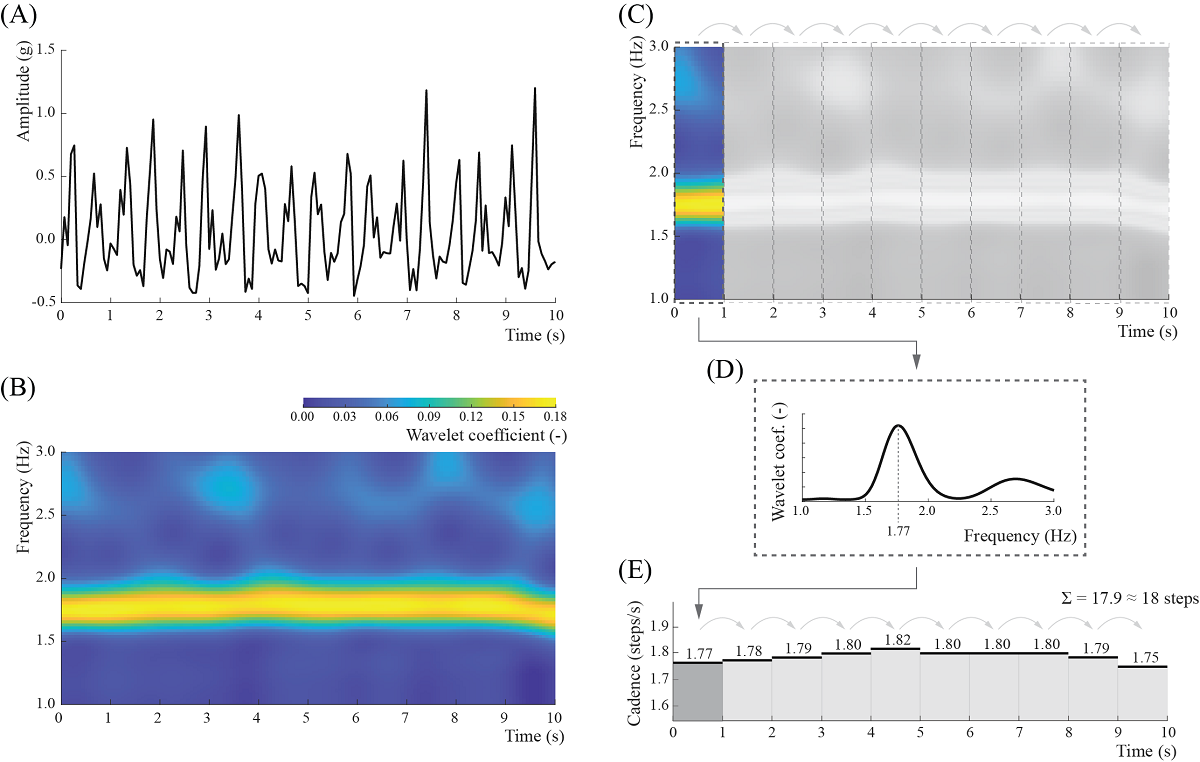 (A)
Amplitude (g)
1.5
1.0
0.5
0.0
-0.5
0 1 2 3 4 5 6 7 8 9 10
Time (s)
(B)
0.00 0.03 0.06 0.09 0.12 0.15 0.18
Wavelet coefficient (-)
Frequency (Hz)
3.0
2.5
2.0
1.5
1.0
0 1 2 3 4 5 6 7 8 9 10
Time (s)
(C)
Frequency (Hz)
3.0
2.5
2.0
1.5
1.0
0 1 2 3 4 5 6 7 8 9 10
Time (s)
(D)
Wavelet coef. (-)
1.0 1.5 2.0 2.5 3.0
1.77
Frequency (Hz)
(E)
Σ = 17.9 ≈ 18 steps
Cadence (steps/s)
1.9
1.8
1.7
1.6
1.77 1.78 1.79 1.80 1.82 1.80 1.80 1.80 1.79 1.75
0 1 2 3 4 5 6 7 8 9 10
Time (s)